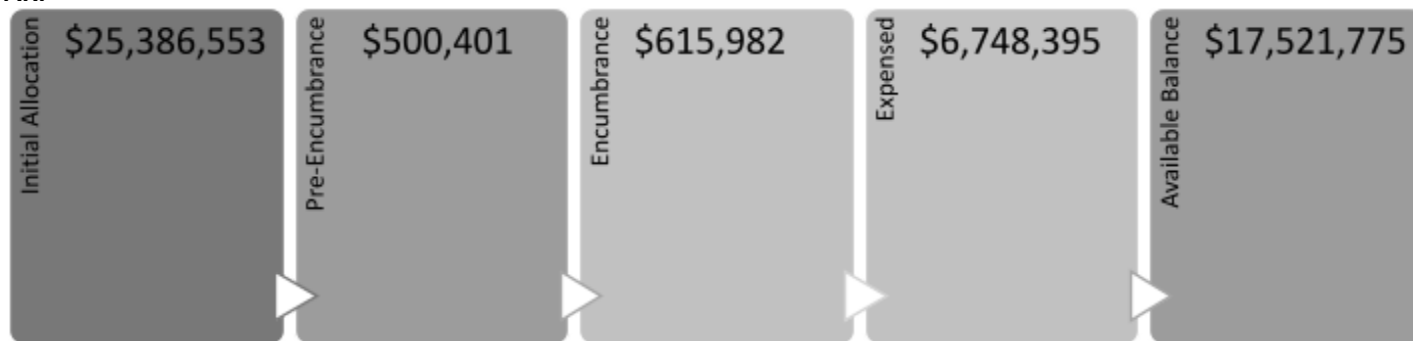 Initial Allocation
$25,386,553
Pre-Encumbrance
$500,401
Encumbrance
$615,982
Expensed
$6,748,395
Available Balance
$17,521,775